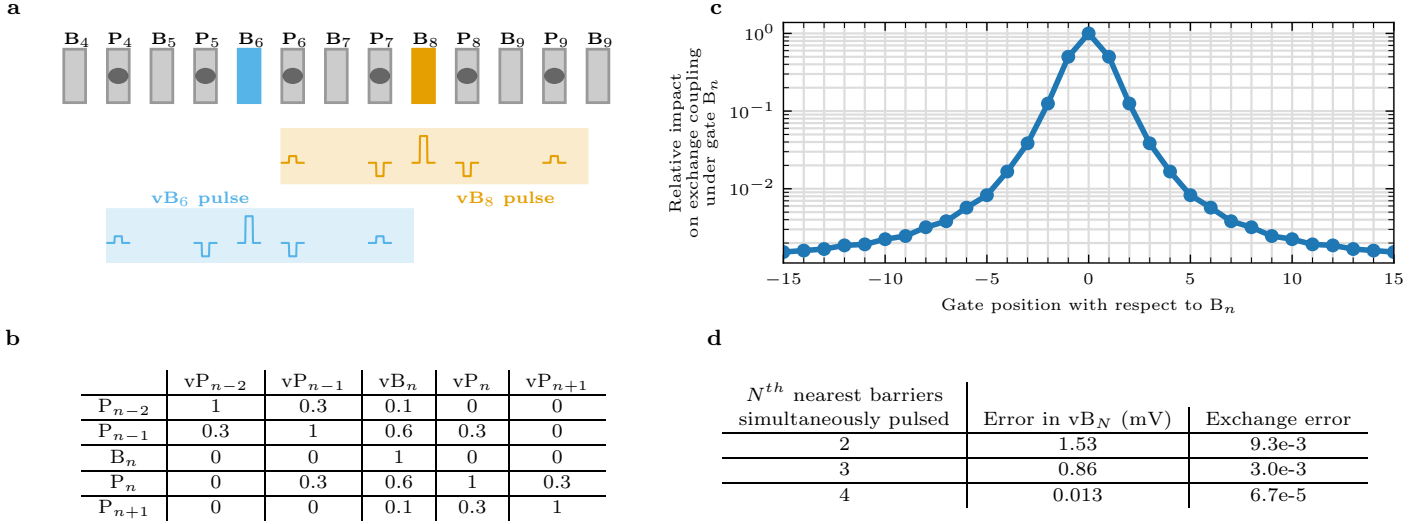 a
B4 P4 B5 P5 B6 P6 B7 P7 B8 P8 B9 P9 B9
vB6 pulse
vB8 pulse
b
vPn−2 vPn−1 vBn vPn vPn+1
Pn−2 1 0.3 0.1 0 0
Pn−1 0.3 1 0.6 0.3 0
Bn 0 0 1
Pn 0 0.3 0.6 1 0.3
Pn+1 0 0 0.1 0.3 1
c
Relative impact
on exchange coupling
under gate Bn
10^0
10^−1
10^−2
−15 −10 −5 0 5 10 15
Gate position with respect to Bn
d
N^th nearest barriers
simultaneously pulsed Error in vBN (mV) Exchange error
2 1.53 9.3e-3
3 0.86 3.0e-3
4 0.013 6.7e-5